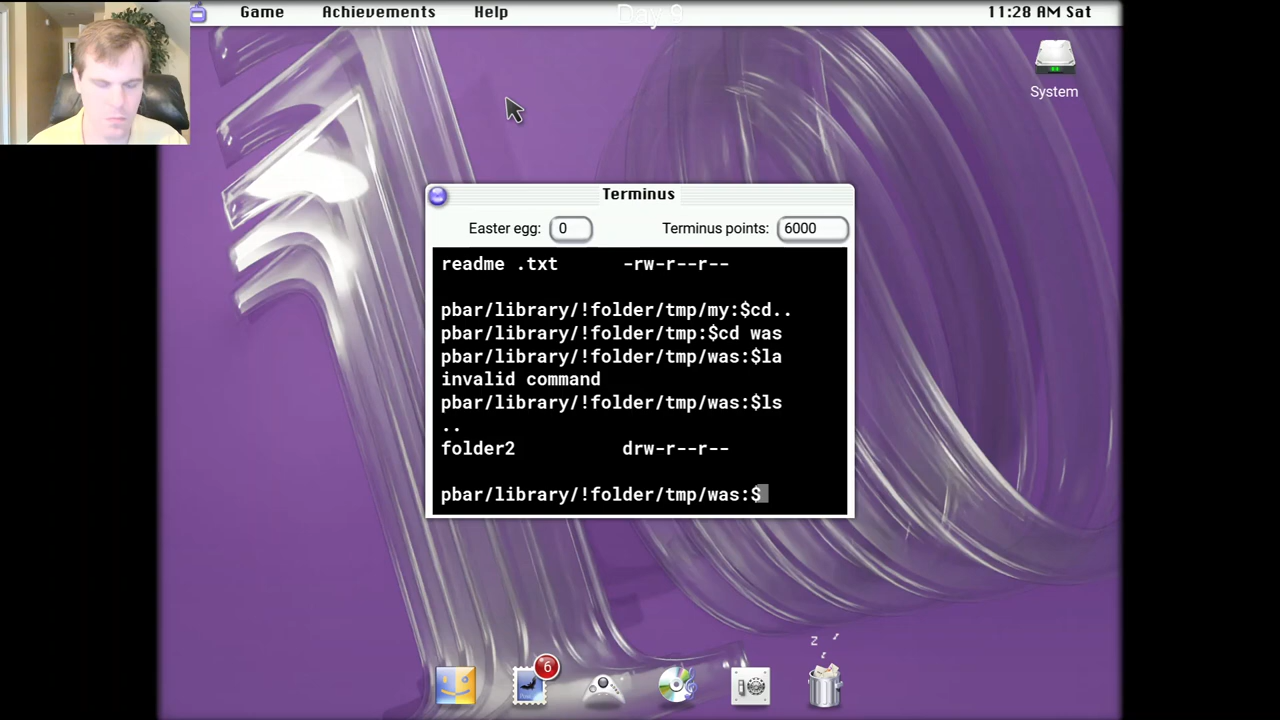 Game Achievements Help Day 9 11:28 AM Sat
System
Terminus
Easter egg: 0 Terminus points: 6000
readme .txt -rw-r--r--
pbar/library/!folder/tmp/my:$cd..
pbar/library/!folder/tmp:$cd was
pbar/library/!folder/tmp/was:$la
invalid command
pbar/library/!folder/tmp/was:$ls
..
folder2 drw-r--r--
pbar/library/!folder/tmp/was:$
6
z